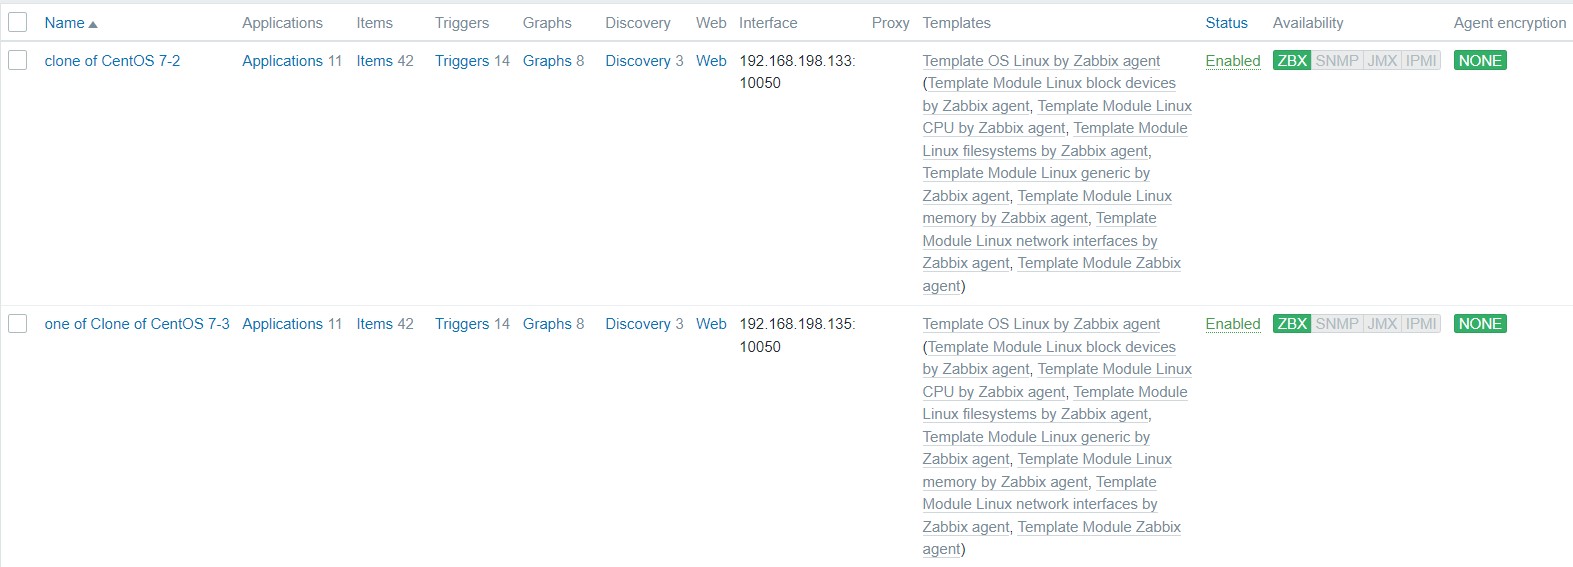 Name Applications Items Triggers Graphs Discovery Web Interface Proxy Templates Status Availability Agent encryption
clone of CentOS 7-2 Applications 11 Items 42 Triggers 14 Graphs 8 Discovery 3 Web 192.168.198.133: Template OS Linux by Zabbix agent Enabled ZBX SNMP JMX IPMI NONE
10050 (Template Module Linux block devices
by Zabbix agent, Template Module Linux
CPU by Zabbix agent, Template Module
Linux filesystems by Zabbix agent,
Template Module Linux generic by
Zabbix agent, Template Module Linux
memory by Zabbix agent, Template
Module Linux network interfaces by
Zabbix agent, Template Module Zabbix
agent)
one of Clone of CentOS 7-3 Applications 11 Items 42 Triggers 14 Graphs 8 Discovery 3 Web 192.168.198.135: Template OS Linux by Zabbix agent Enabled ZBX SNMP JMX IPMI NONE
10050 (Template Module Linux block devices
by Zabbix agent, Template Module Linux
CPU by Zabbix agent, Template Module
Linux filesystems by Zabbix agent,
Template Module Linux generic by
Zabbix agent, Template Module Linux
memory by Zabbix agent, Template
Module Linux network interfaces by
Zabbix agent, Template Module Zabbix
agent)